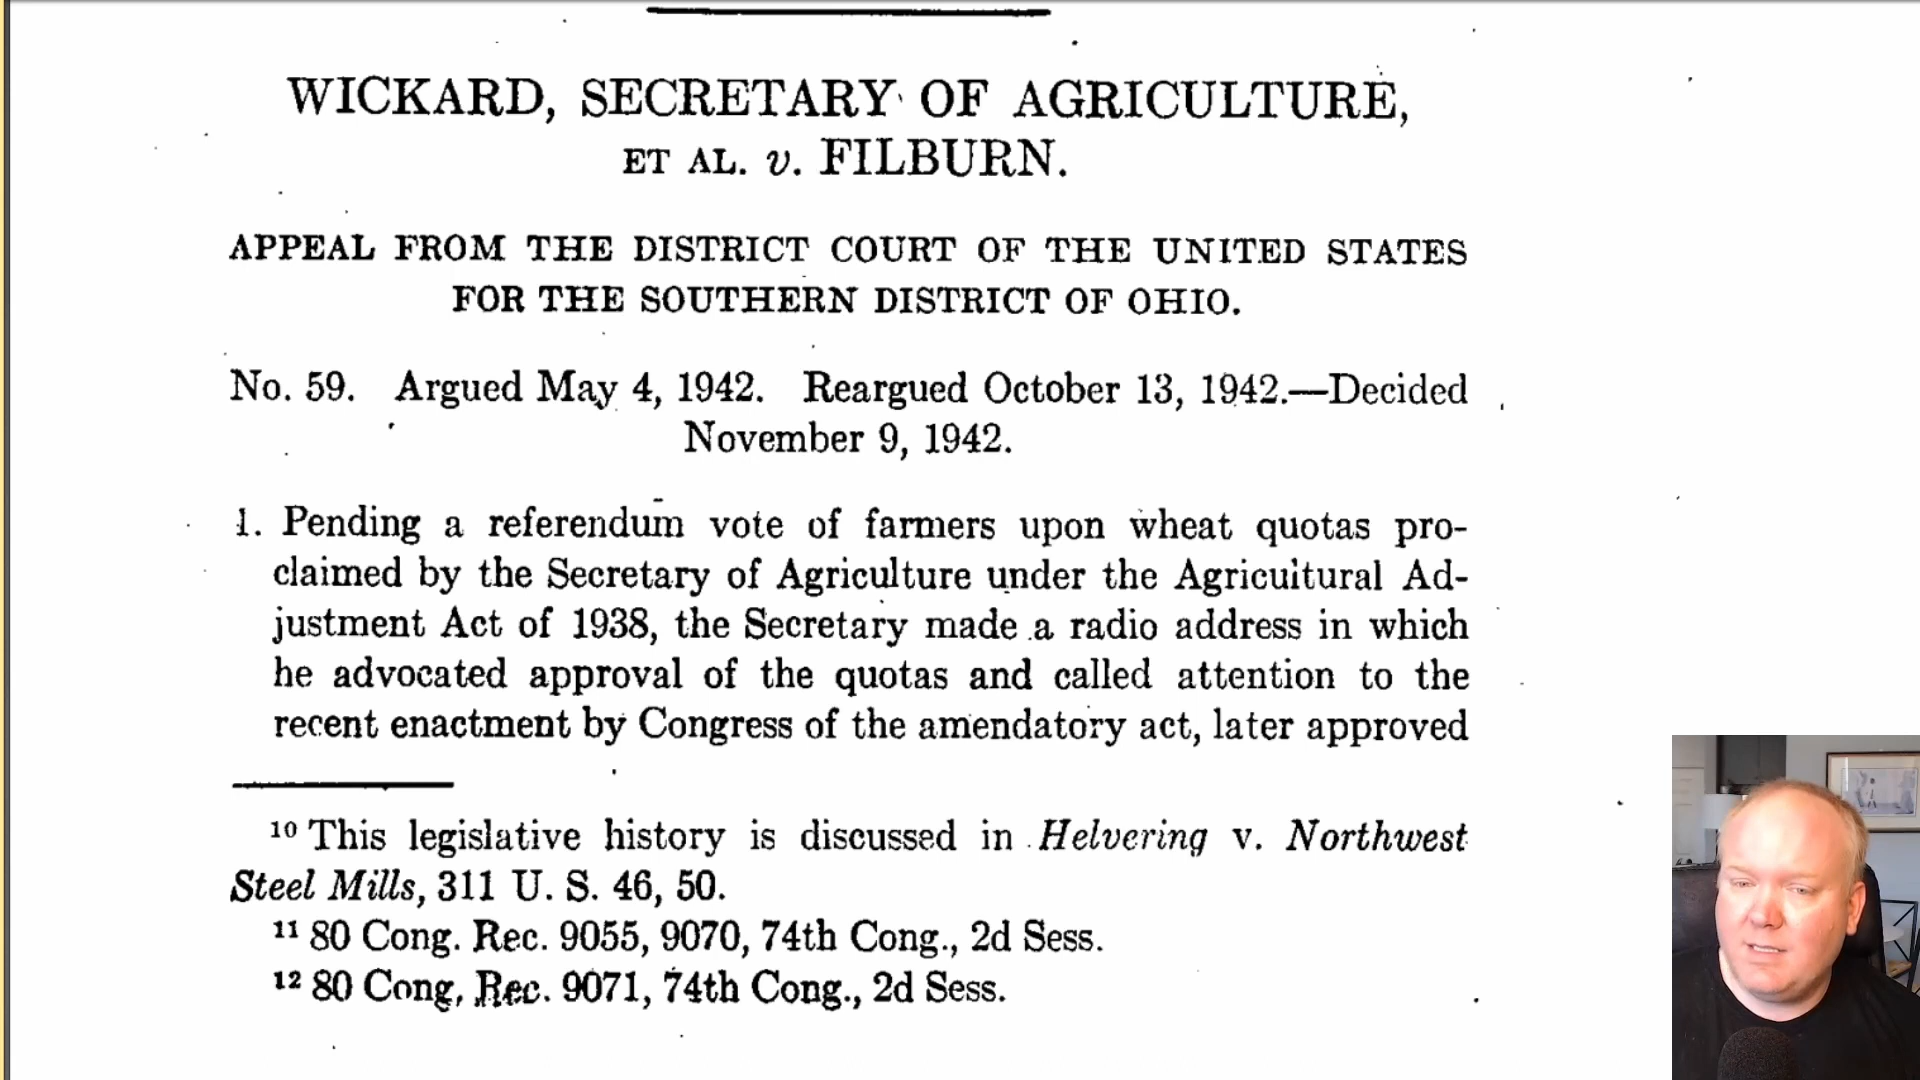 WICKARD, SECRETARY OF AGRICULTURE,
ET AL. v. FILBURN.
APPEAL FROM THE DISTRICT COURT OF THE UNITED STATES
FOR THE SOUTHERN DISTRICT OF OHIO.
No. 59. Argued May 4, 1942. Reargued October 13, 1942.—Decided
November 9, 1942.
1. Pending a referendum vote of farmers upon wheat quotas pro-
claimed by the Secretary of Agriculture under the Agricultural Ad-
justment Act of 1938, the Secretary made a radio address in which
he advocated approval of the quotas and called attention to the
recent enactment by Congress of the amendatory act, later approved
10 This legislative history is discussed in Helvering v. Northwest
Steel Mills, 311 U. S. 46, 50.
11 80 Cong. Rec. 9055, 9070, 74th Cong., 2d Sess.
12 80 Cong. Rec. 9071, 74th Cong., 2d Sess.